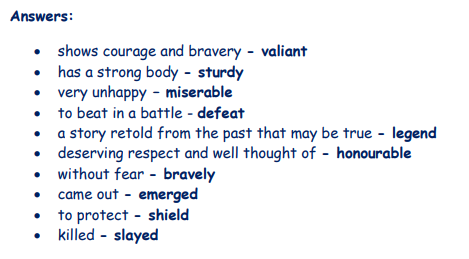 Answers:
• shows courage and bravery – valiant
• has a strong body – sturdy
• very unhappy – miserable
• to beat in a battle - defeat
• a story retold from the past that may be true – legend
• deserving respect and well thought of – honourable
• without fear – bravely
• came out – emerged
• to protect – shield
• killed – slayed